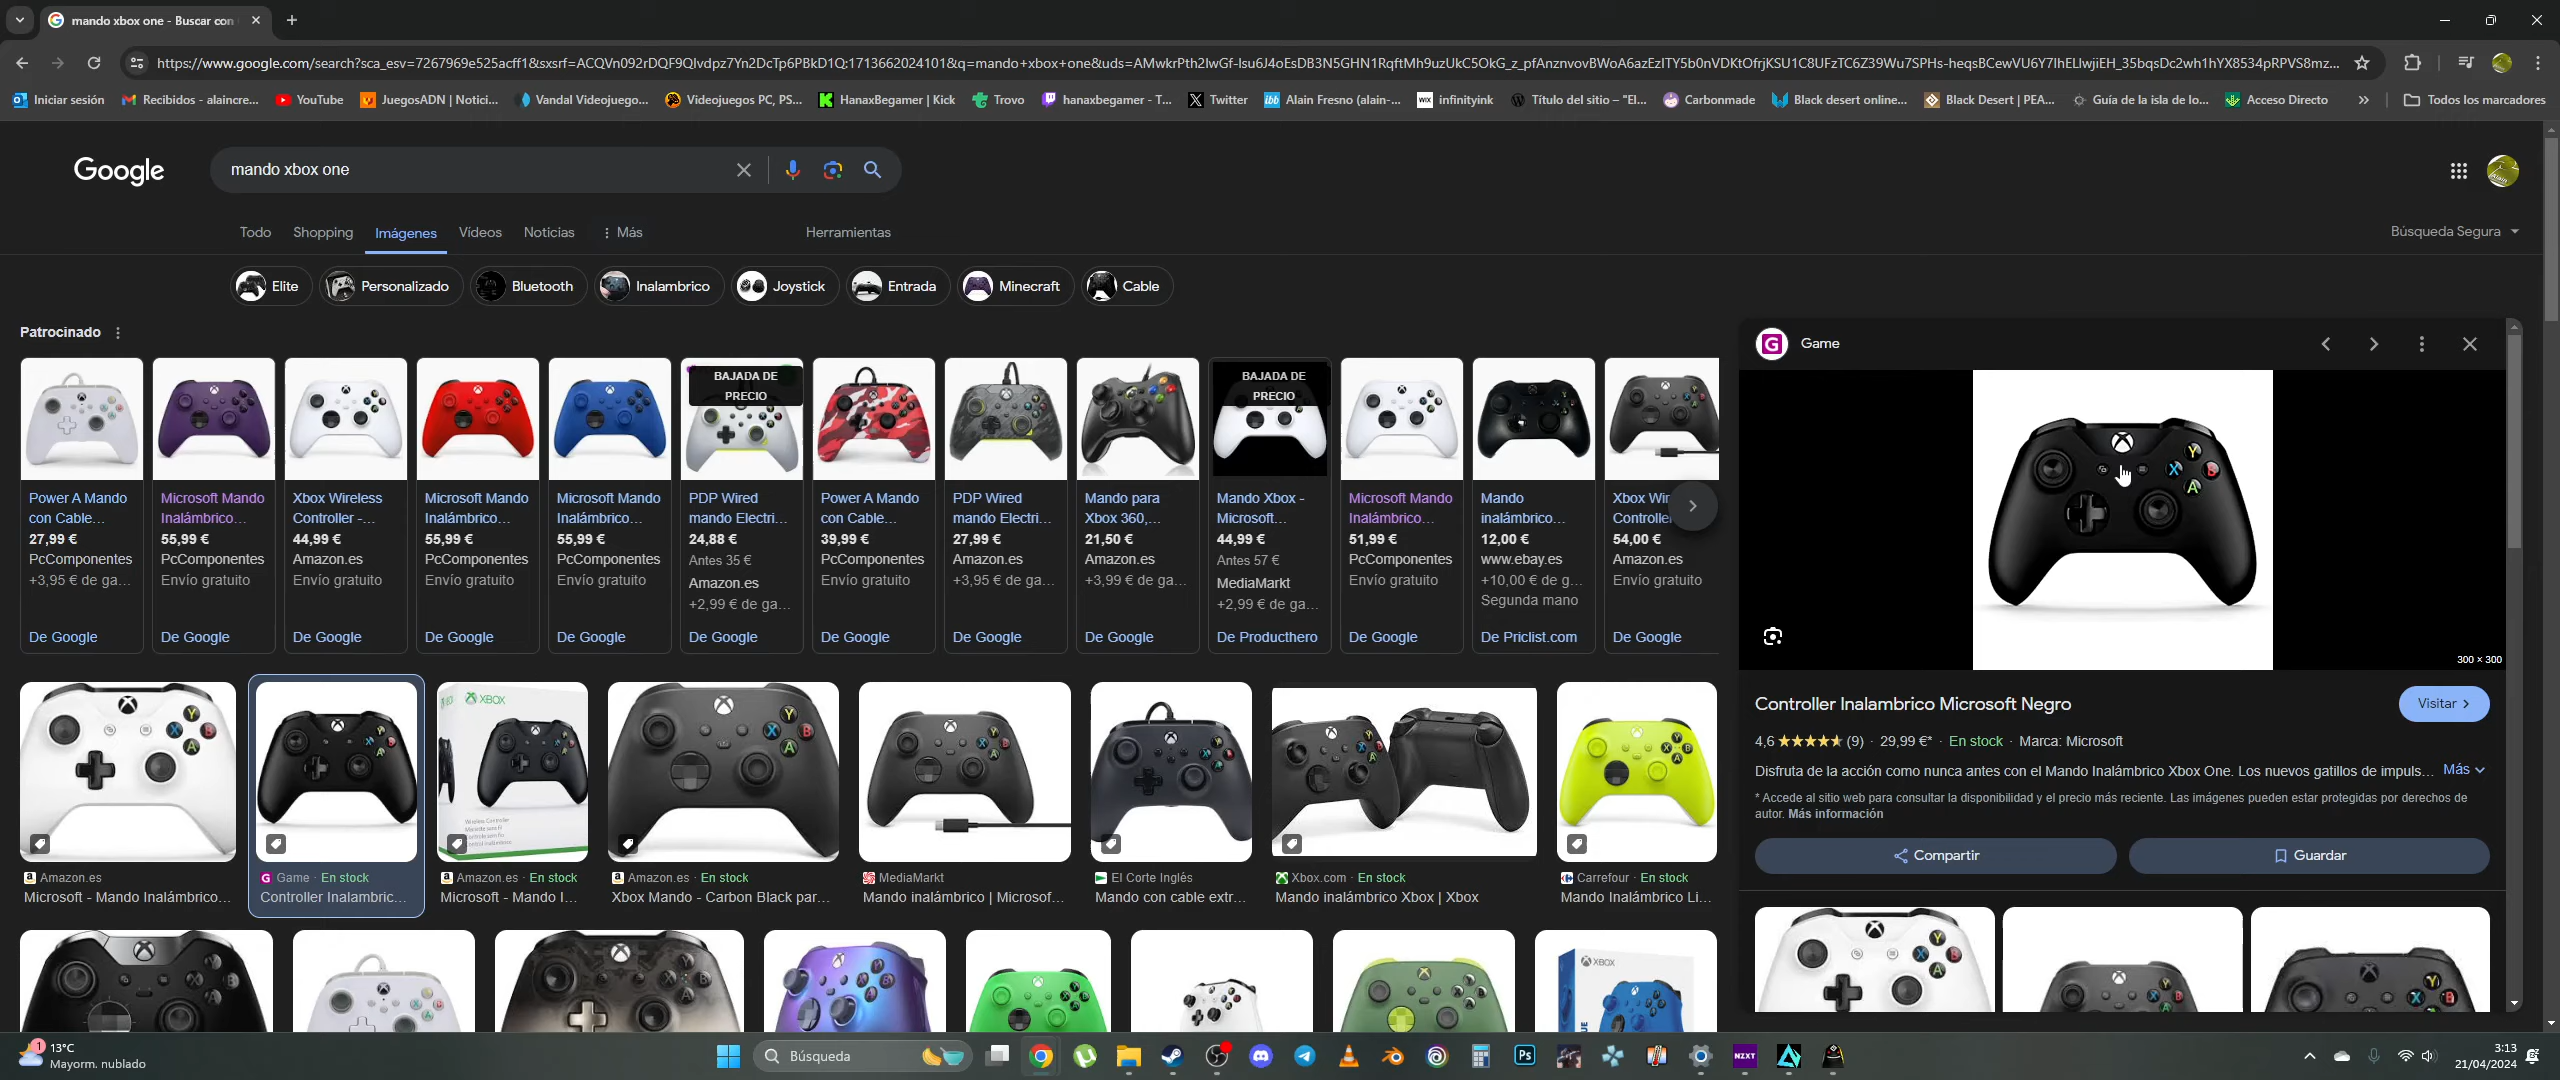 mando xbox one - Buscar con
https://www.google.com/search?sca_esv=7267969e525acff1&sxsrf=ACQVn092rDQF9Qlvdpz7Yn2DcTp6PBkD1Q:1713662024101&q=mando+xbox+one&uds=AMwkrPth2IwGf-Isu6J4oEsDB3N5GHN1RqftMh9uzUkC5OkG_z_pfAnznvovBWoA6azEzITY5b0nVDKtOfrjKSU1C8UFzTC6Z39Wu7SPHs-heqsBCewVU6Y7IhELlwjiEH_35bqsDc2wh1hYX8534pRPVS8mz...
Iniciar sesión
Recibidos - alaincre...
YouTube
JuegosADN | Notici...
Vandal Videojuego...
Videojuegos PC, PS...
HanaxBegamer | Kick
Trovo
hanaxbegamer - T...
Twitter
Alain Fresno (alain-...
infinityink
Título del sitio – "El...
Carbonmade
Black desert online...
Black Desert | PEA...
Guía de la isla de lo...
Acceso Directo
»
Todos los marcadores
Google
mando xbox one
Todo Shopping Imágenes Vídeos Noticias Más Herramientas
Búsqueda Segura
Elite Personalizado Bluetooth Inalambrico Joystick Entrada Minecraft Cable
Patrocinado
Power A Mando
con Cable...
27,99 €
PcComponentes
+3,95 € de ga...
De Google
Microsoft Mando
Inalámbrico...
55,99 €
PcComponentes
Envío gratuito
De Google
Xbox Wireless
Controller -...
44,99 €
Amazon.es
Envío gratuito
De Google
Microsoft Mando
Inalámbrico...
55,99 €
PcComponentes
Envío gratuito
De Google
Microsoft Mando
Inalámbrico...
55,99 €
PcComponentes
Envío gratuito
De Google
BAJADA DE
PRECIO
PDP Wired
mando Electri...
24,88 €
Antes 35 €
Amazon.es
+2,99 € de ga...
De Google
Power A Mando
con Cable...
39,99 €
PcComponentes
Envío gratuito
De Google
PDP Wired
mando Electri...
27,99 €
Amazon.es
+3,95 € de ga...
De Google
Mando para
Xbox 360,...
21,50 €
Amazon.es
+3,99 € de ga...
De Google
BAJADA DE
PRECIO
Mando Xbox -
Microsoft...
44,99 €
Antes 57 €
MediaMarkt
+2,99 € de ga...
De Producthero
Microsoft Mando
Inalámbrico...
51,99 €
PcComponentes
Envío gratuito
De Google
Mando
inalámbrico...
12,00 €
www.ebay.es
+10,00 € de g...
Segunda mano
De Priclist.com
Xbox Wir
Controller
54,00 €
Amazon.es
Envío gratuito
De Google
Amazon.es
Microsoft - Mando Inalámbrico...
Game · En stock
Controller Inalambric...
XBOX
Amazon.es · En stock
Microsoft - Mando I...
Amazon.es · En stock
Xbox Mando - Carbon Black par...
MediaMarkt
Mando inalámbrico | Microsof...
El Corte Inglés
Mando con cable extr...
Xbox.com · En stock
Mando inalámbrico Xbox | Xbox
Carrefour · En stock
Mando Inalámbrico Li...
XBOX
Game
Y
X B
A
300 × 300
Controller Inalambrico Microsoft Negro
Visitar
4,6 (9) · 29,99 €* · En stock · Marca: Microsoft
Disfruta de la acción como nunca antes con el Mando Inalámbrico Xbox One. Los nuevos gatillos de impuls... Más
* Accede al sitio web para consultar la disponibilidad y el precio más reciente. Las imágenes pueden estar protegidas por derechos de
autor. Más información
Compartir
Guardar
1
13°C
Mayorm. nublado
Búsqueda
Ps
NZXT
3:13
21/04/2024